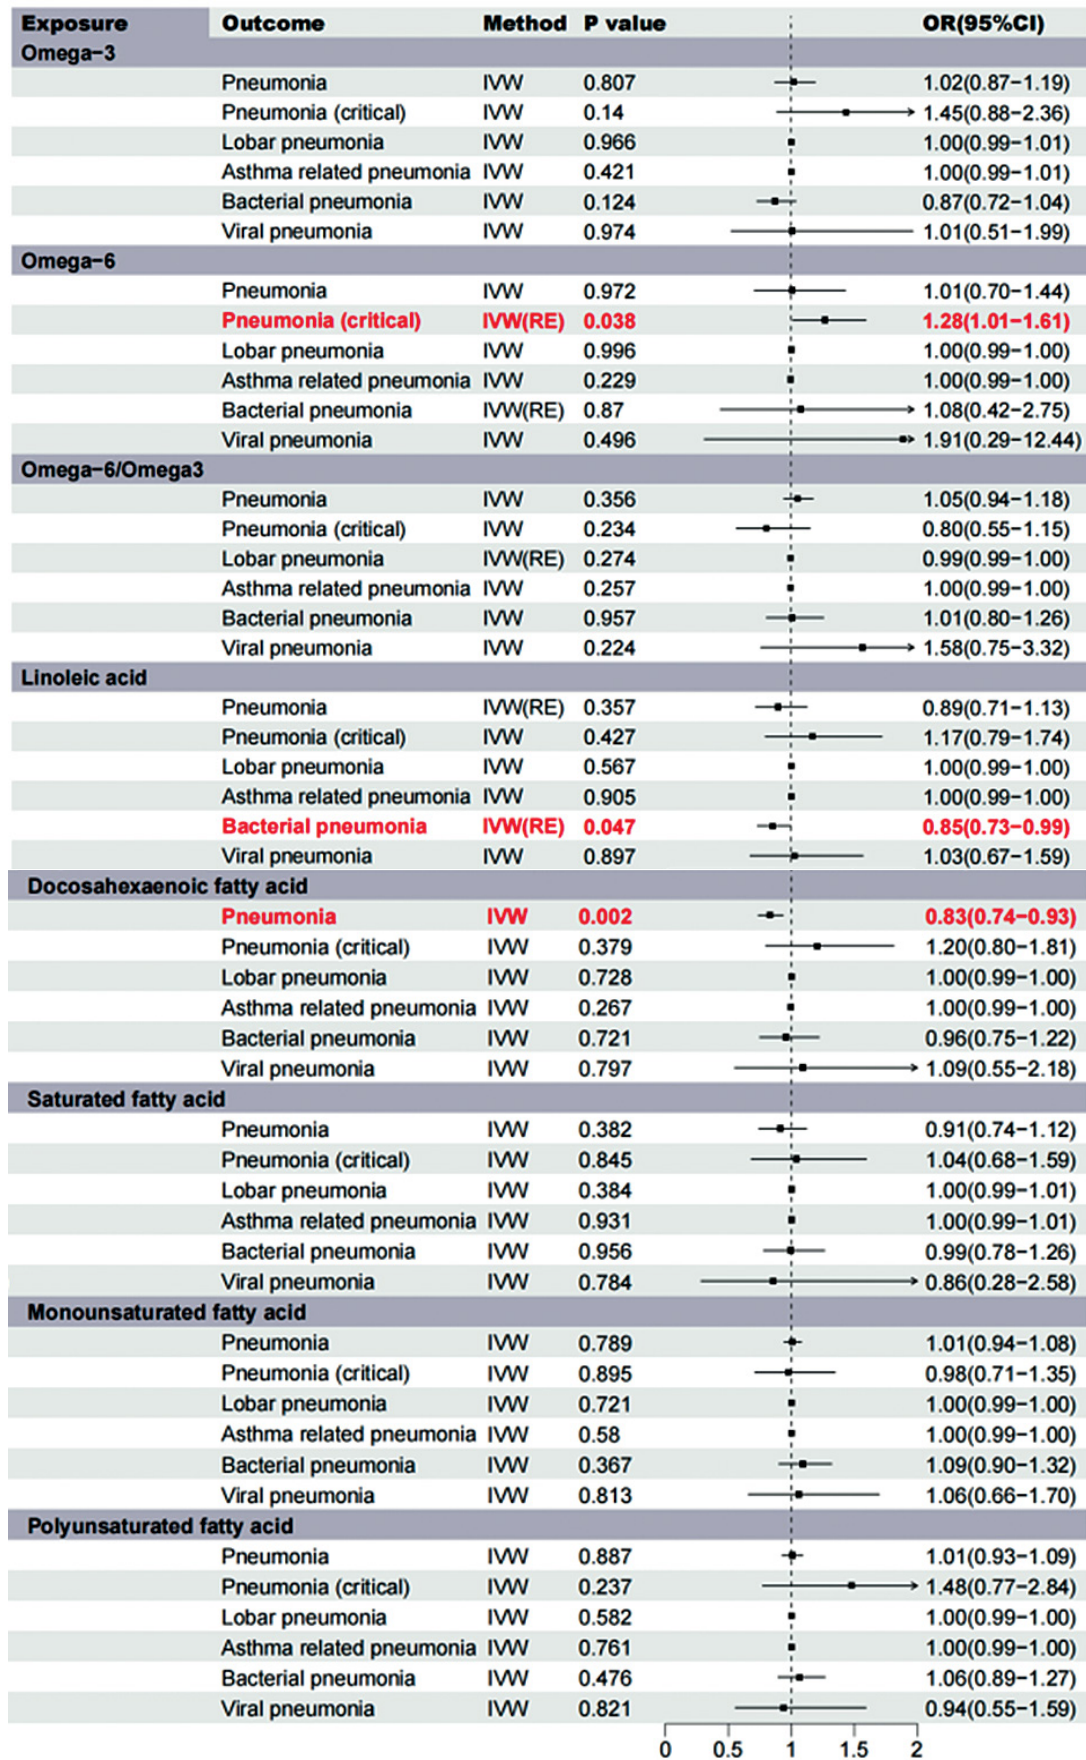 Exposure Outcome Method P value OR(95%CI)
Omega−3
Pneumonia IVW 0.807 1.02(0.87−1.19)
Pneumonia (critical) IVW 0.14 1.45(0.88−2.36)
Lobar pneumonia IVW 0.966 1.00(0.99−1.01)
Asthma related pneumonia IVW 0.421 1.00(0.99−1.01)
Bacterial pneumonia IVW 0.124 0.87(0.72−1.04)
Viral pneumonia IVW 0.974 1.01(0.51−1.99)
Omega−6
Pneumonia IVW 0.972 1.01(0.70−1.44)
Pneumonia (critical) IVW(RE) 0.038 1.28(1.01−1.61)
Lobar pneumonia IVW 0.996 1.00(0.99−1.00)
Asthma related pneumonia IVW 0.229 1.00(0.99−1.00)
Bacterial pneumonia IVW(RE) 0.87 1.08(0.42−2.75)
Viral pneumonia IVW 0.496 1.91(0.29−12.44)
Omega−6/Omega3
Pneumonia IVW 0.356 1.05(0.94−1.18)
Pneumonia (critical) IVW 0.234 0.80(0.55−1.15)
Lobar pneumonia IVW(RE) 0.274 0.99(0.99−1.00)
Asthma related pneumonia IVW 0.257 1.00(0.99−1.00)
Bacterial pneumonia IVW 0.957 1.01(0.80−1.26)
Viral pneumonia IVW 0.224 1.58(0.75−3.32)
Linoleic acid
Pneumonia IVW(RE) 0.357 0.89(0.71−1.13)
Pneumonia (critical) IVW 0.427 1.17(0.79−1.74)
Lobar pneumonia IVW 0.567 1.00(0.99−1.00)
Asthma related pneumonia IVW 0.905 1.00(0.99−1.00)
Bacterial pneumonia IVW(RE) 0.047 0.85(0.73−0.99)
Viral pneumonia IVW 0.897 1.03(0.67−1.59)
Docosahexaenoic fatty acid
Pneumonia IVW 0.002 0.83(0.74−0.93)
Pneumonia (critical) IVW 0.379 1.20(0.80−1.81)
Lobar pneumonia IVW 0.728 1.00(0.99−1.00)
Asthma related pneumonia IVW 0.267 1.00(0.99−1.00)
Bacterial pneumonia IVW 0.721 0.96(0.75−1.22)
Viral pneumonia IVW 0.797 1.09(0.55−2.18)
Saturated fatty acid
Pneumonia IVW 0.382 0.91(0.74−1.12)
Pneumonia (critical) IVW 0.845 1.04(0.68−1.59)
Lobar pneumonia IVW 0.384 1.00(0.99−1.01)
Asthma related pneumonia IVW 0.931 1.00(0.99−1.01)
Bacterial pneumonia IVW 0.956 0.99(0.78−1.26)
Viral pneumonia IVW 0.784 0.86(0.28−2.58)
Monounsaturated fatty acid
Pneumonia IVW 0.789 1.01(0.94−1.08)
Pneumonia (critical) IVW 0.895 0.98(0.71−1.35)
Lobar pneumonia IVW 0.721 1.00(0.99−1.00)
Asthma related pneumonia IVW 0.58 1.00(0.99−1.00)
Bacterial pneumonia IVW 0.367 1.09(0.90−1.32)
Viral pneumonia IVW 0.813 1.06(0.66−1.70)
Polyunsaturated fatty acid
Pneumonia IVW 0.887 1.01(0.93−1.09)
Pneumonia (critical) IVW 0.237 1.48(0.77−2.84)
Lobar pneumonia IVW 0.582 1.00(0.99−1.00)
Asthma related pneumonia IVW 0.761 1.00(0.99−1.00)
Bacterial pneumonia IVW 0.476 1.06(0.89−1.27)
Viral pneumonia IVW 0.821 0.94(0.55−1.59)
0 0.5 1 1.5 2